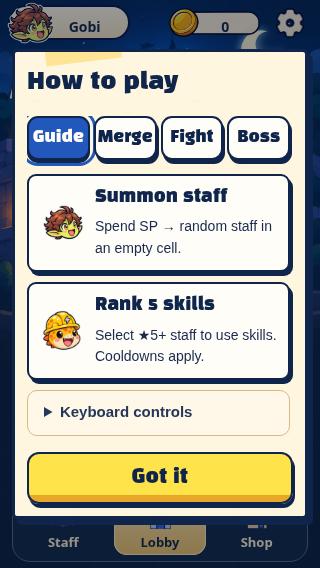 Gobi
0
How to play
Guide
Merge
Fight
Boss
Summon staff
Spend SP → random staff in
an empty cell.
Rank 5 skills
Select ★5+ staff to use skills.
Cooldowns apply.
▶ Keyboard controls
Got it
Staff
Lobby
Shop